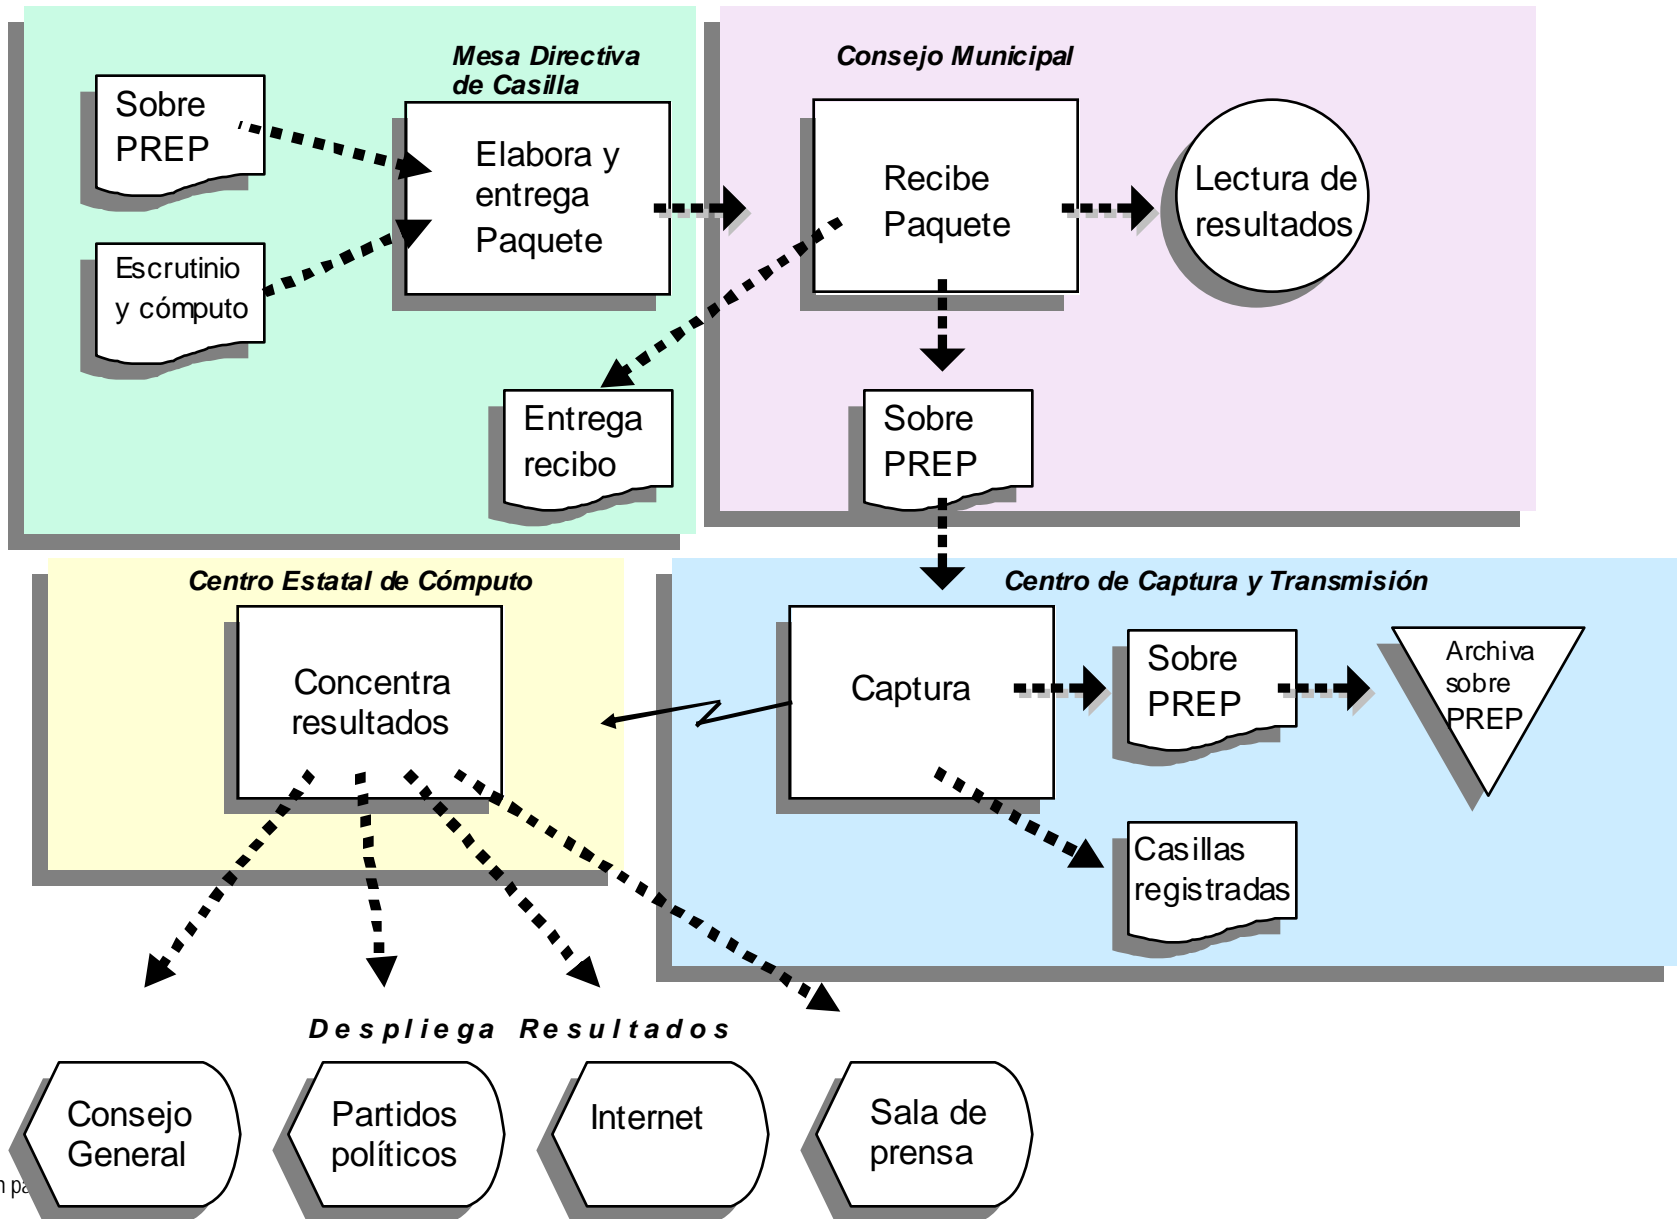 Mesa Directiva
de Casilla
Sobre
PREP
Elabora y
entrega
Paquete
Escrutinio
y cómputo
Entrega
recibo
Consejo Municipal
Recibe
Paquete
Lectura de
resultados
Sobre
PREP
Centro Estatal de Cómputo
Concentra
resultados
Centro de Captura y Transmisión
Captura
Sobre
PREP
Archiva
sobre
PREP
Casillas
registradas
Despliega Resultados
Consejo
General
Partidos
políticos
Internet
Sala de
prensa